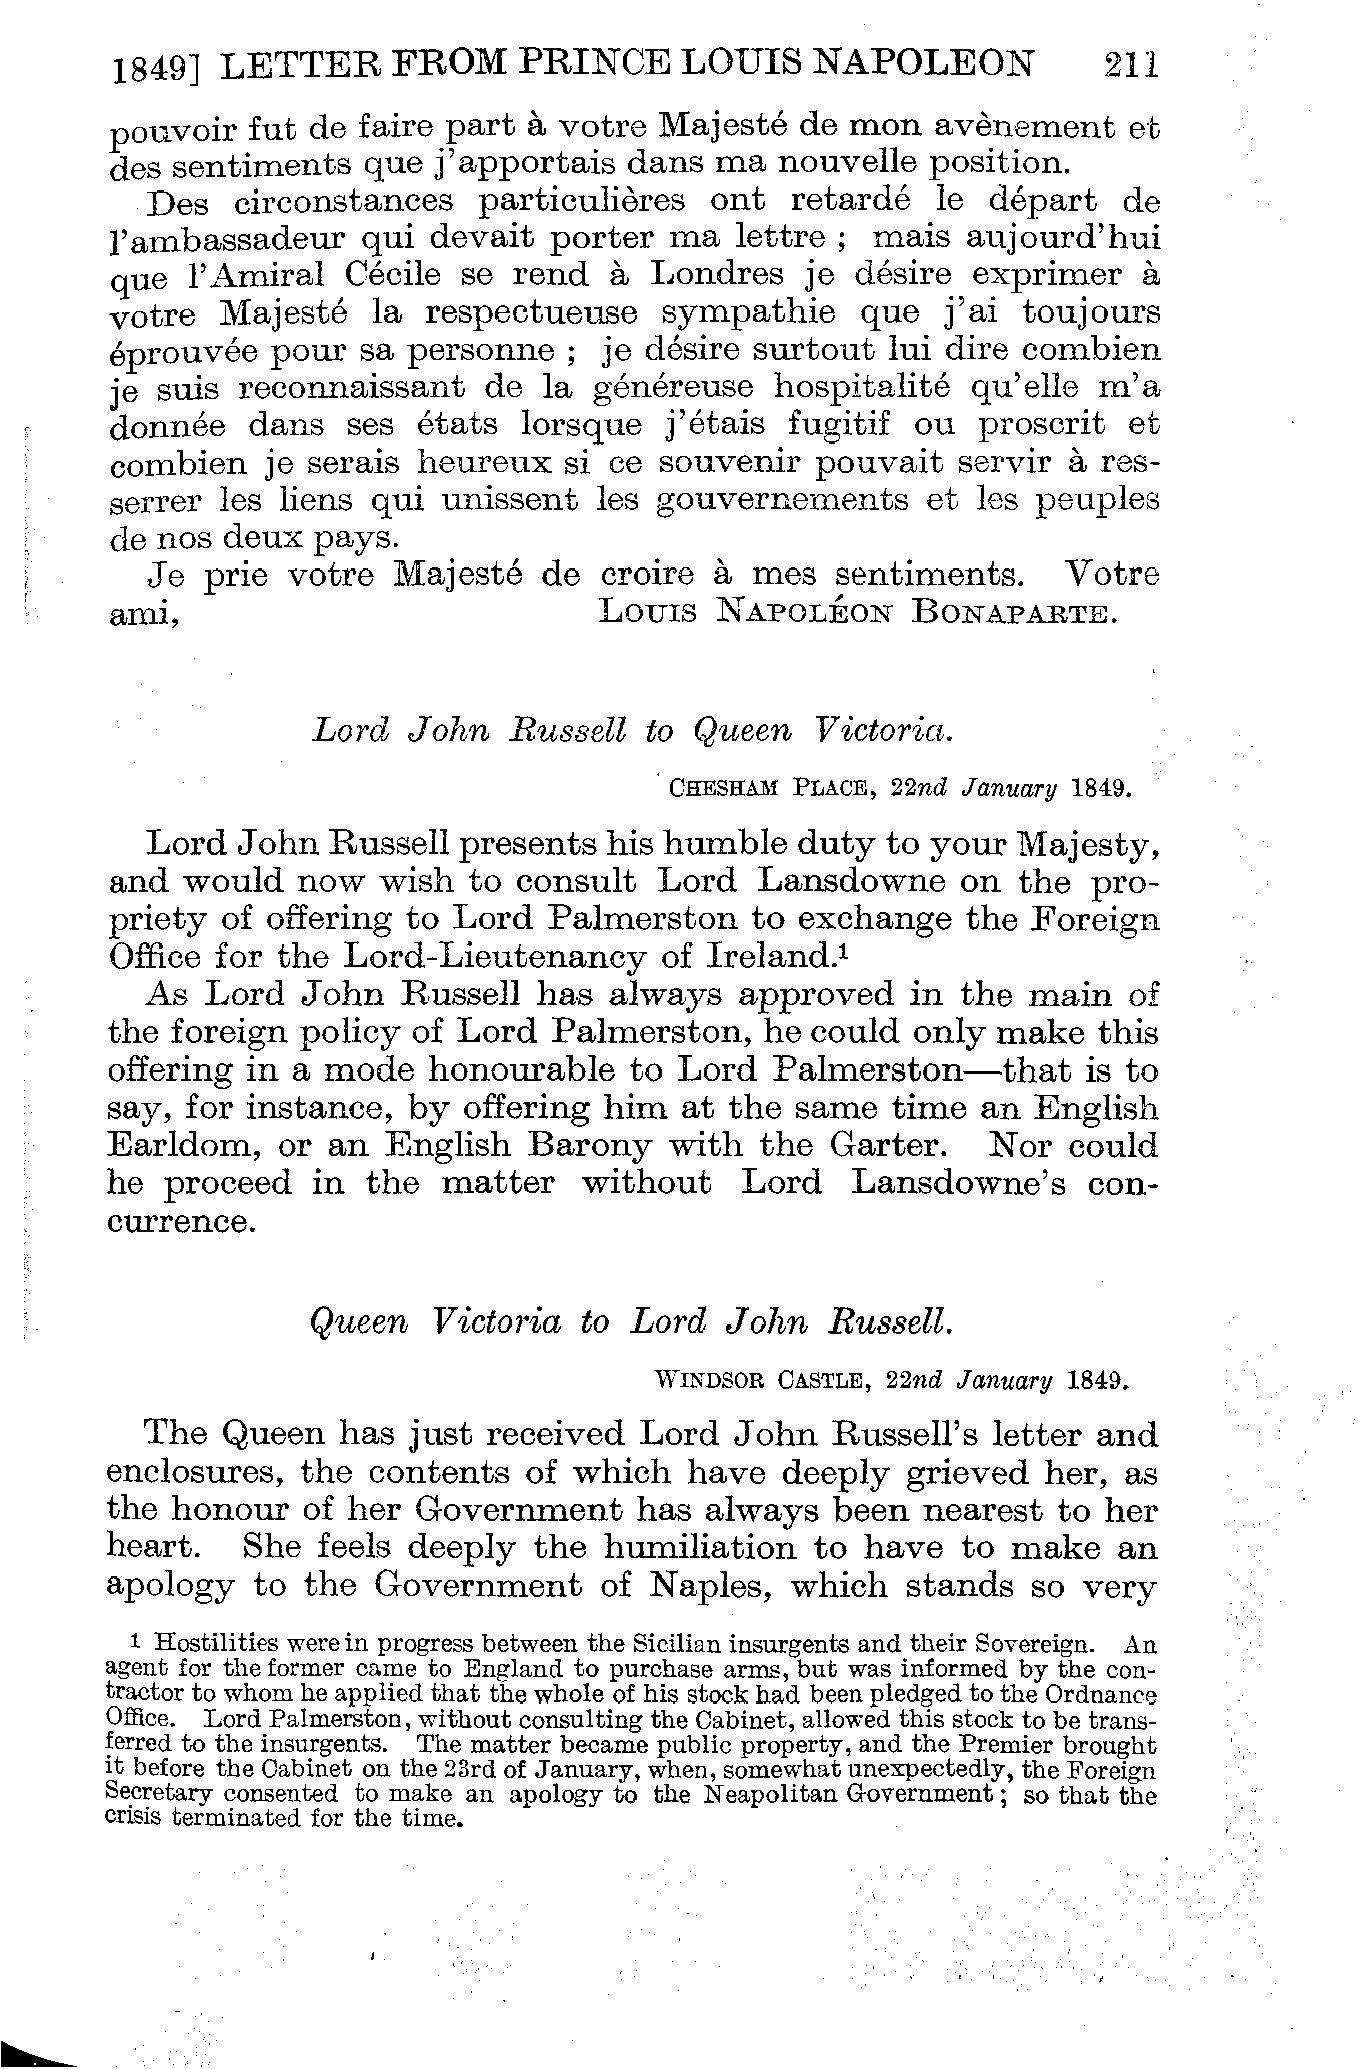 1849] LETTER FROM PRINCE LOUIS NAPOLEON 211
pouvoir fut de faire part à votre Majesté de mon avènement et
des sentiments que j'apportais dans ma nouvelle position.
Des circonstances particulières ont retardé le départ de
l'ambassadeur qui devait porter ma lettre ; mais aujourd'hui
que l'Amiral Cécile se rend à Londres je désire exprimer à
votre Majesté la respectueuse sympathie que j'ai toujours
éprouvée pour sa personne ; je désire surtout lui dire combien
je suis reconnaissant de la généreuse hospitalité qu'elle m'a
donnée dans ses états lorsque j'étais fugitif ou proscrit et
combien je serais heureux si ce souvenir pouvait servir à res-
serrer les liens qui unissent les gouvernements et les peuples
de nos deux pays.
Je prie votre Majesté de croire à mes sentiments. Votre
ami, LOUIS NAPOLÉON BONAPARTE.
Lord John Russell to Queen Victoria.
CHESHAM PLACE, 22nd January 1849.
Lord John Russell presents his humble duty to your Majesty,
and would now wish to consult Lord Lansdowne on the pro-
priety of offering to Lord Palmerston to exchange the Foreign
Office for the Lord-Lieutenancy of Ireland.1
As Lord John Russell has always approved in the main of
the foreign policy of Lord Palmerston, he could only make this
offering in a mode honourable to Lord Palmerston—that is to
say, for instance, by offering him at the same time an English
Earldom, or an English Barony with the Garter. Nor could
he proceed in the matter without Lord Lansdowne's con-
currence.
Queen Victoria to Lord John Russell.
WINDSOR CASTLE, 22nd January 1849.
The Queen has just received Lord John Russell's letter and
enclosures, the contents of which have deeply grieved her, as
the honour of her Government has always been nearest to her
heart. She feels deeply the humiliation to have to make an
apology to the Government of Naples, which stands so very
1 Hostilities were in progress between the Sicilian insurgents and their Sovereign. An
agent for the former came to England to purchase arms, but was informed by the con-
tractor to whom he applied that the whole of his stock had been pledged to the Ordnance
Office. Lord Palmerston, without consulting the Cabinet, allowed this stock to be trans-
ferred to the insurgents. The matter became public property, and the Premier brought
it before the Cabinet on the 23rd of January, when, somewhat unexpectedly, the Foreign
Secretary consented to make an apology to the Neapolitan Government ; so that the
crisis terminated for the time.